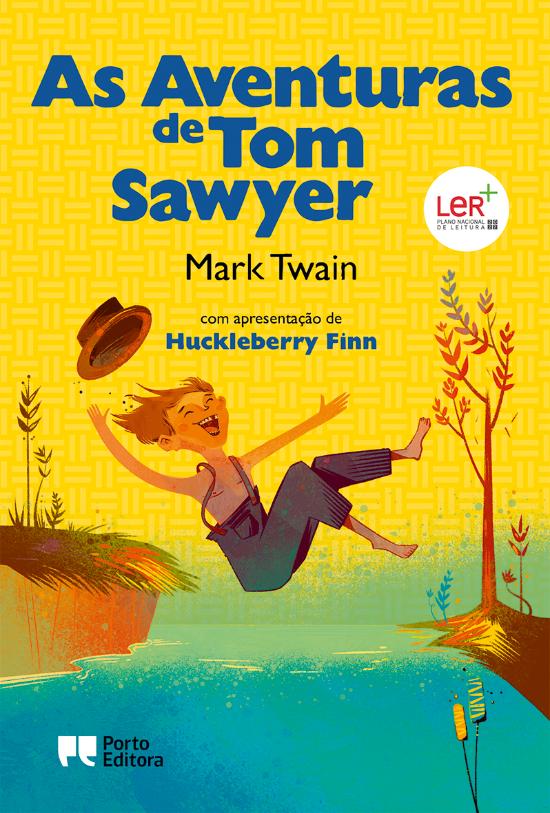 As Aventuras
de Tom
Sawyer
LeR+
PLANO NACIONAL
DE LEITURA
Mark Twain
com apresentação de
Huckleberry Finn
Porto
Editora